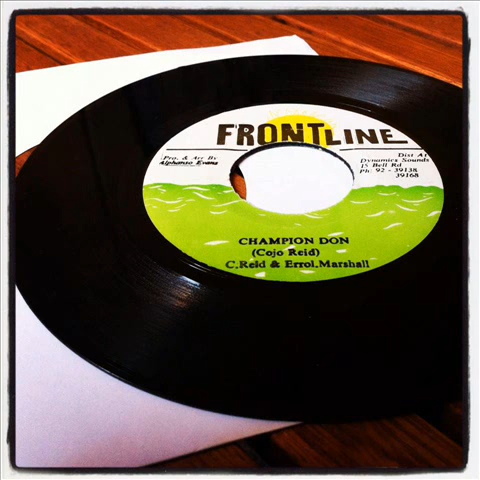 FRONTLINE
Pro. & Arr By
Alphanso Evans
Dist At
Dynamics Sounds
15 Bell Rd
Ph: 92 - 39138
39168
CHAMPION DON
(Cojo Reid)
C.Reid & Errol.Marshall